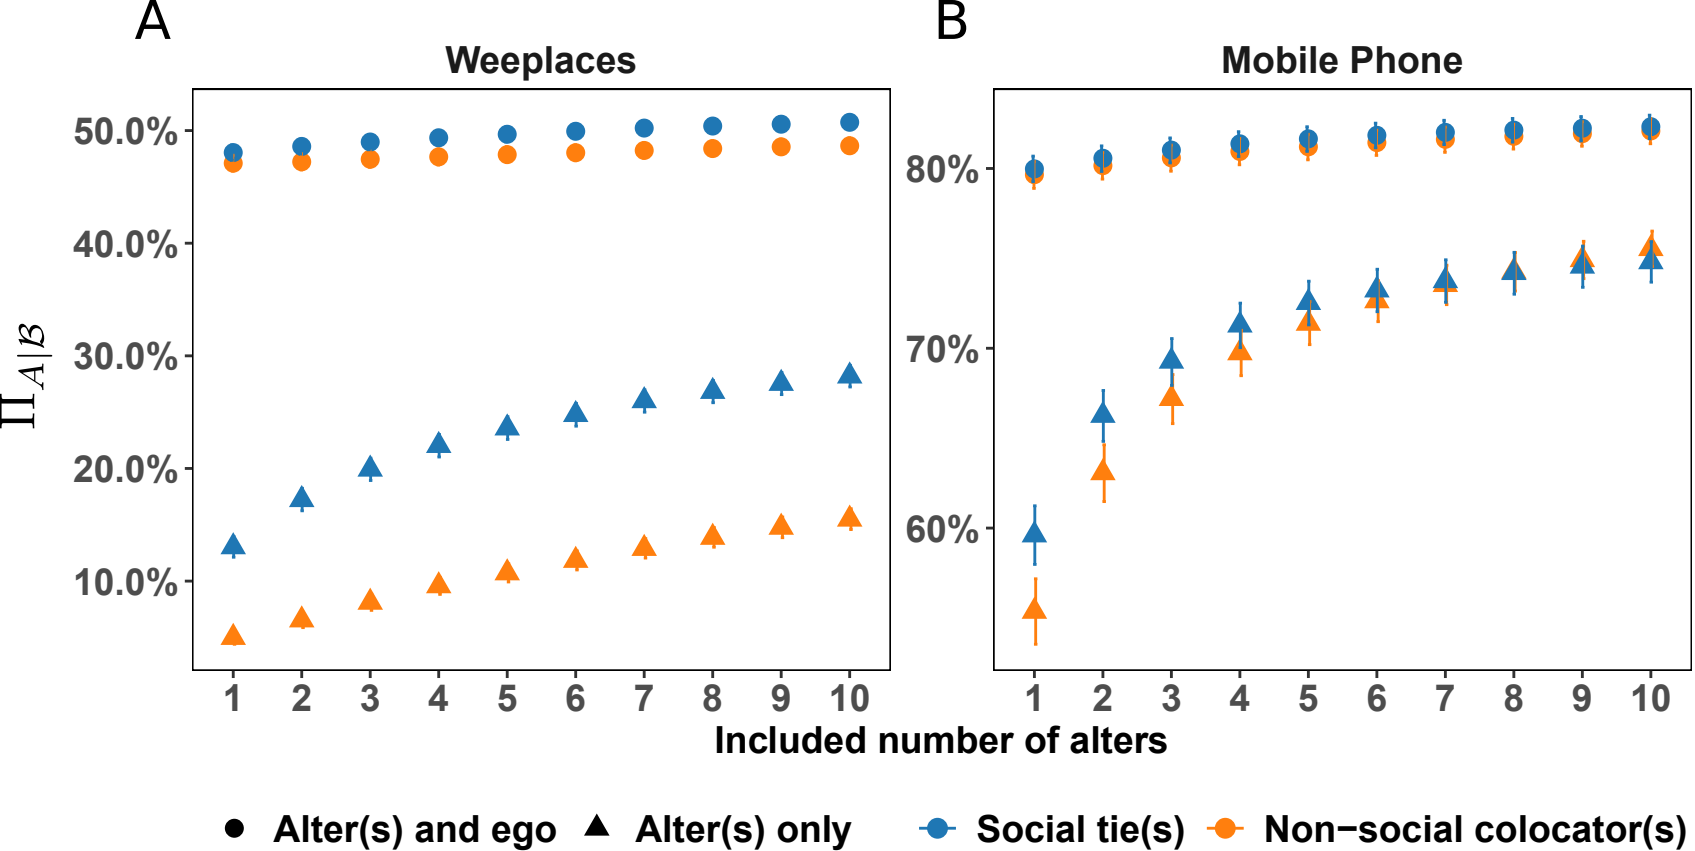 A
B
Weeplaces
Mobile Phone
50.0%
40.0%
30.0%
20.0%
10.0%
80%
70%
60%
Π_{A|ℬ}
1 2 3 4 5 6 7 8 9 10
1 2 3 4 5 6 7 8 9 10
Included number of alters
Alter(s) and ego
Alter(s) only
Social tie(s)
Non−social colocator(s)